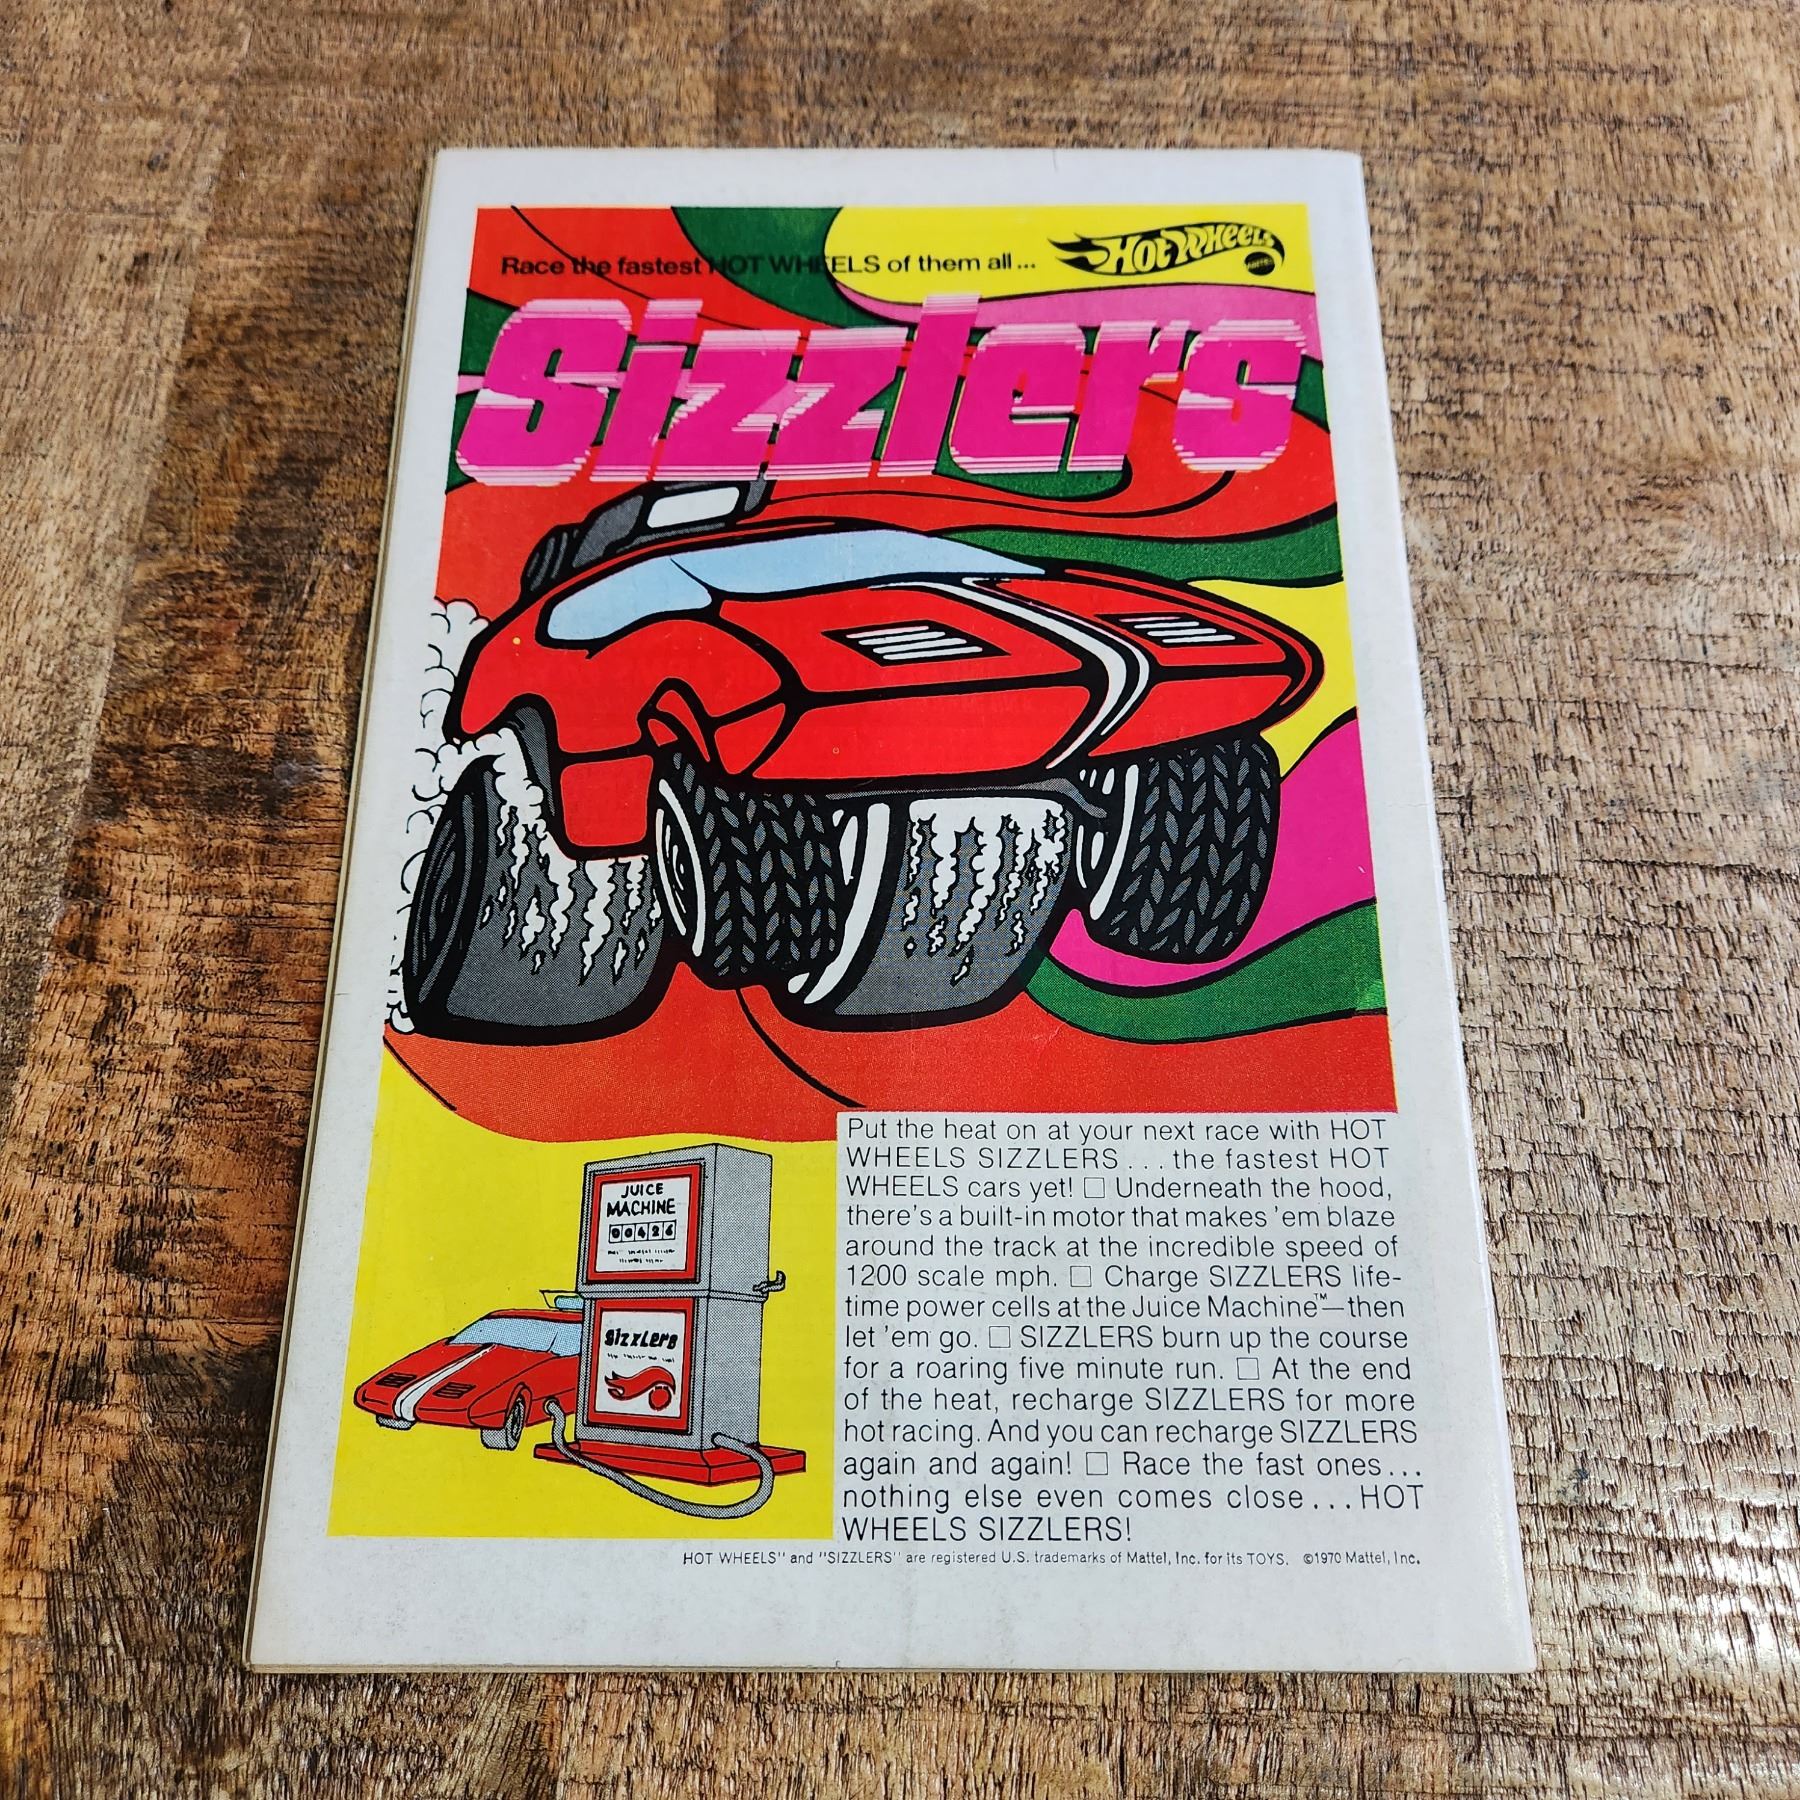 Race the fastest HOT WHEELS of them all...
HOT WHEELS
MATTEL
Sizzlers
JUICE
MACHINE
00426
SizzLers
Put the heat on at your next race with HOT
WHEELS SIZZLERS...the fastest HOT
WHEELS cars yet! □ Underneath the hood,
there's a built-in motor that makes 'em blaze
around the track at the incredible speed of
1200 scale mph. □ Charge SIZZLERS life-
time power cells at the Juice Machine™—then
let 'em go. □ SIZZLERS burn up the course
for a roaring five minute run. □ At the end
of the heat, recharge SIZZLERS for more
hot racing. And you can recharge SIZZLERS
again and again! □ Race the fast ones...
nothing else even comes close...HOT
WHEELS SIZZLERS!
HOT WHEELS" and "SIZZLERS" are registered U.S. trademarks of Mattel, Inc. for its TOYS. ©1970 Mattel, Inc.